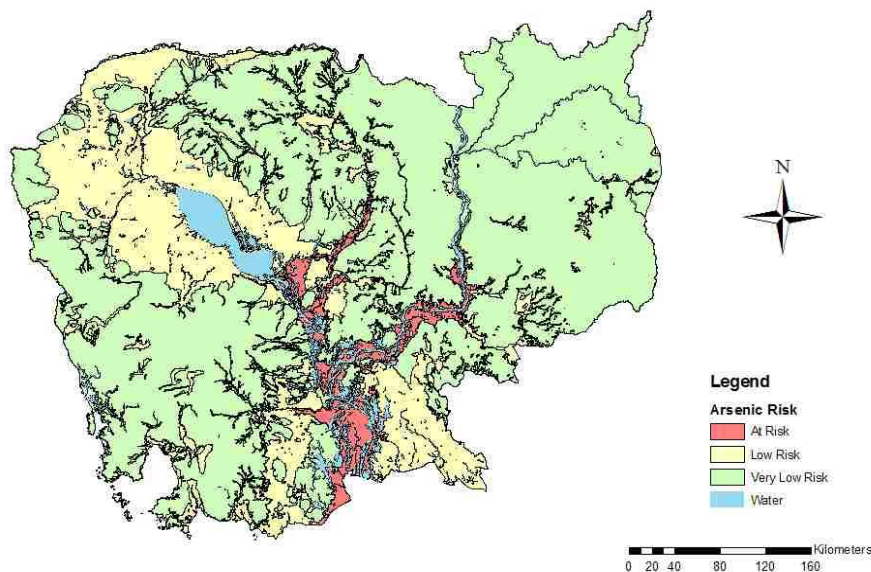 N
Legend
Arsenic Risk
At Risk
Low Risk
Very Low Risk
Water
Kilometers
0 20 40 80 120 160